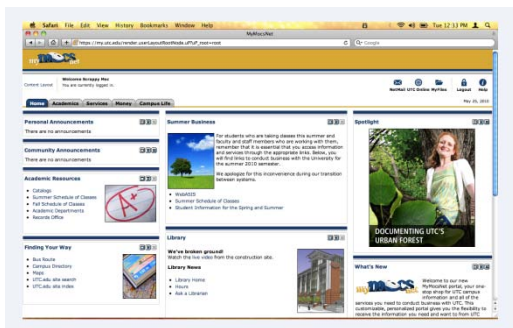 Safari File Edit View History Bookmarks Window Help
Tue 12:33 PM
MyMocsNet
https://my.utc.edu/render.userLayoutRootNode.uP?uP_root=root
Google
my MOCS NET
Content Layout
Welcome Scrappy Moc
You are currently logged in.
MocMail UTC Online MyFiles Logout Help
Home Academics Services Money Campus Life
May 26, 2010
Personal Announcements
There are no announcements
Community Announcements
There are no announcements
Academic Resources
Catalogs
Summer Schedule of Classes
Fall Schedule of Classes
Academic Departments
Records Office
A+
Finding Your Way
Bus Route
Campus Directory
Maps
UTC.edu site search
UTC.edu site index
Summer Business
For students who are taking classes this summer and
faculty and staff members who are working with them,
remember that it is essential that you access information
and services through the appropriate links. Below, you
will find links to conduct business with the University for
the summer 2010 semester.
We apologize for this inconvenience during our transition
between systems.
WebASIS
Summer Schedule of Classes
Student Information for the Spring and Summer
Library
We've broken ground!
Watch the live video from the construction site.
Library News
Library Home
Hours
Ask a Librarian
Spotlight
DOCUMENTING UTC'S
URBAN FOREST
What's New
my MOCS NET
Welcome to our new
MyMocsNet portal, your one-
stop shop for UTC campus
information and all of the
services you need to conduct business with UTC. This
customizable, personalized portal gives you the flexibility to
receive the information you need and want to from UTC